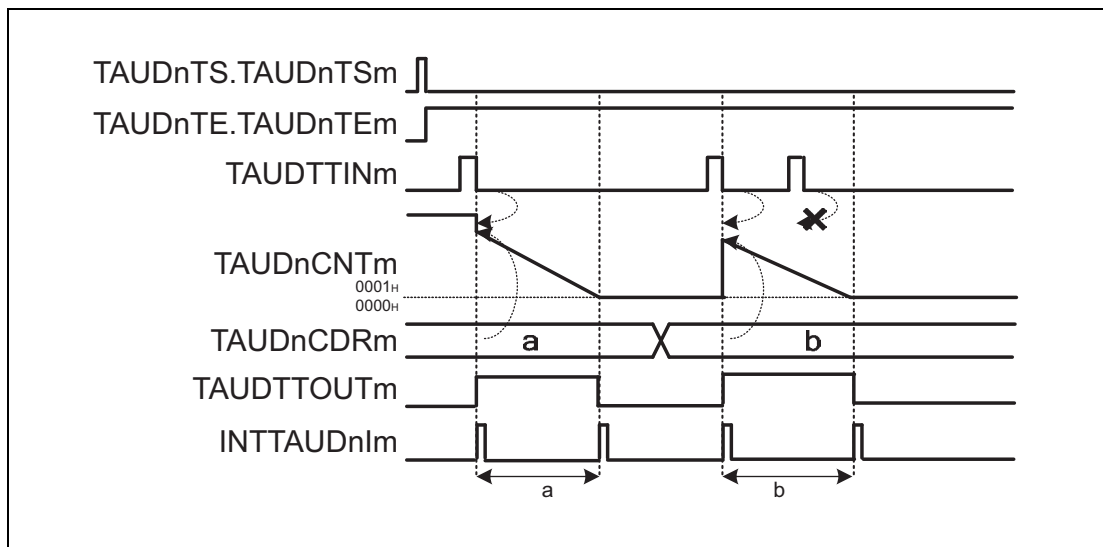 TAUDnTS.TAUDnTSm
TAUDnTE.TAUDnTEm
TAUDTTINm
TAUDnCNTm
0001H
0000H
TAUDnCDRm
a
b
TAUDTTOUTm
INTTAUDnIm
a
b